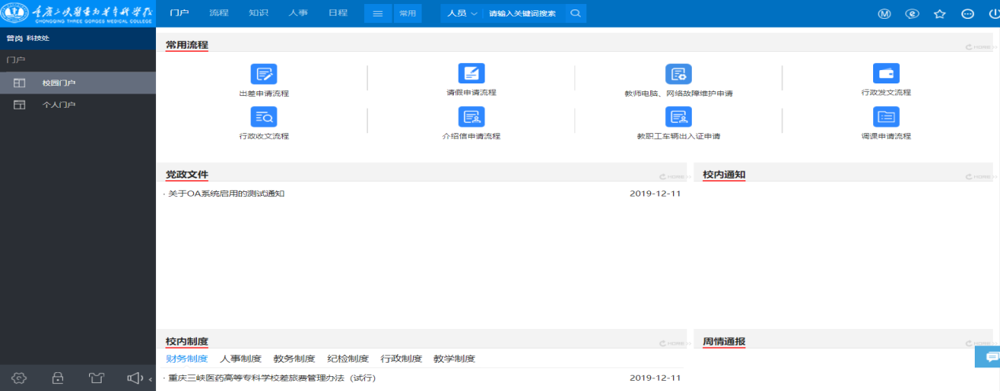 重庆三峡医药高等专科学校
CHONGQING THREE GORGES MEDICAL COLLEGE
门户 流程 知识 人事 日程 常用 人员 请输入关键词搜索
曾岗 科技处
门户
校园门户
个人门户
常用流程 HOME >>
出差申请流程 请假申请流程 教师电脑、网络故障维护申请 行政发文流程
行政收文流程 介绍信申请流程 教职工车辆出入证申请 调课申请流程
党政文件 HOME >> 校内通知 HOME >>
· 关于OA系统启用的测试通知 2019-12-11
校内制度 HOME >> 周情通报 HOME >>
财务制度 人事制度 教务制度 纪检制度 行政制度 教学制度
· 重庆三峡医药高等专科学校差旅费管理办法（试行） 2019-12-11